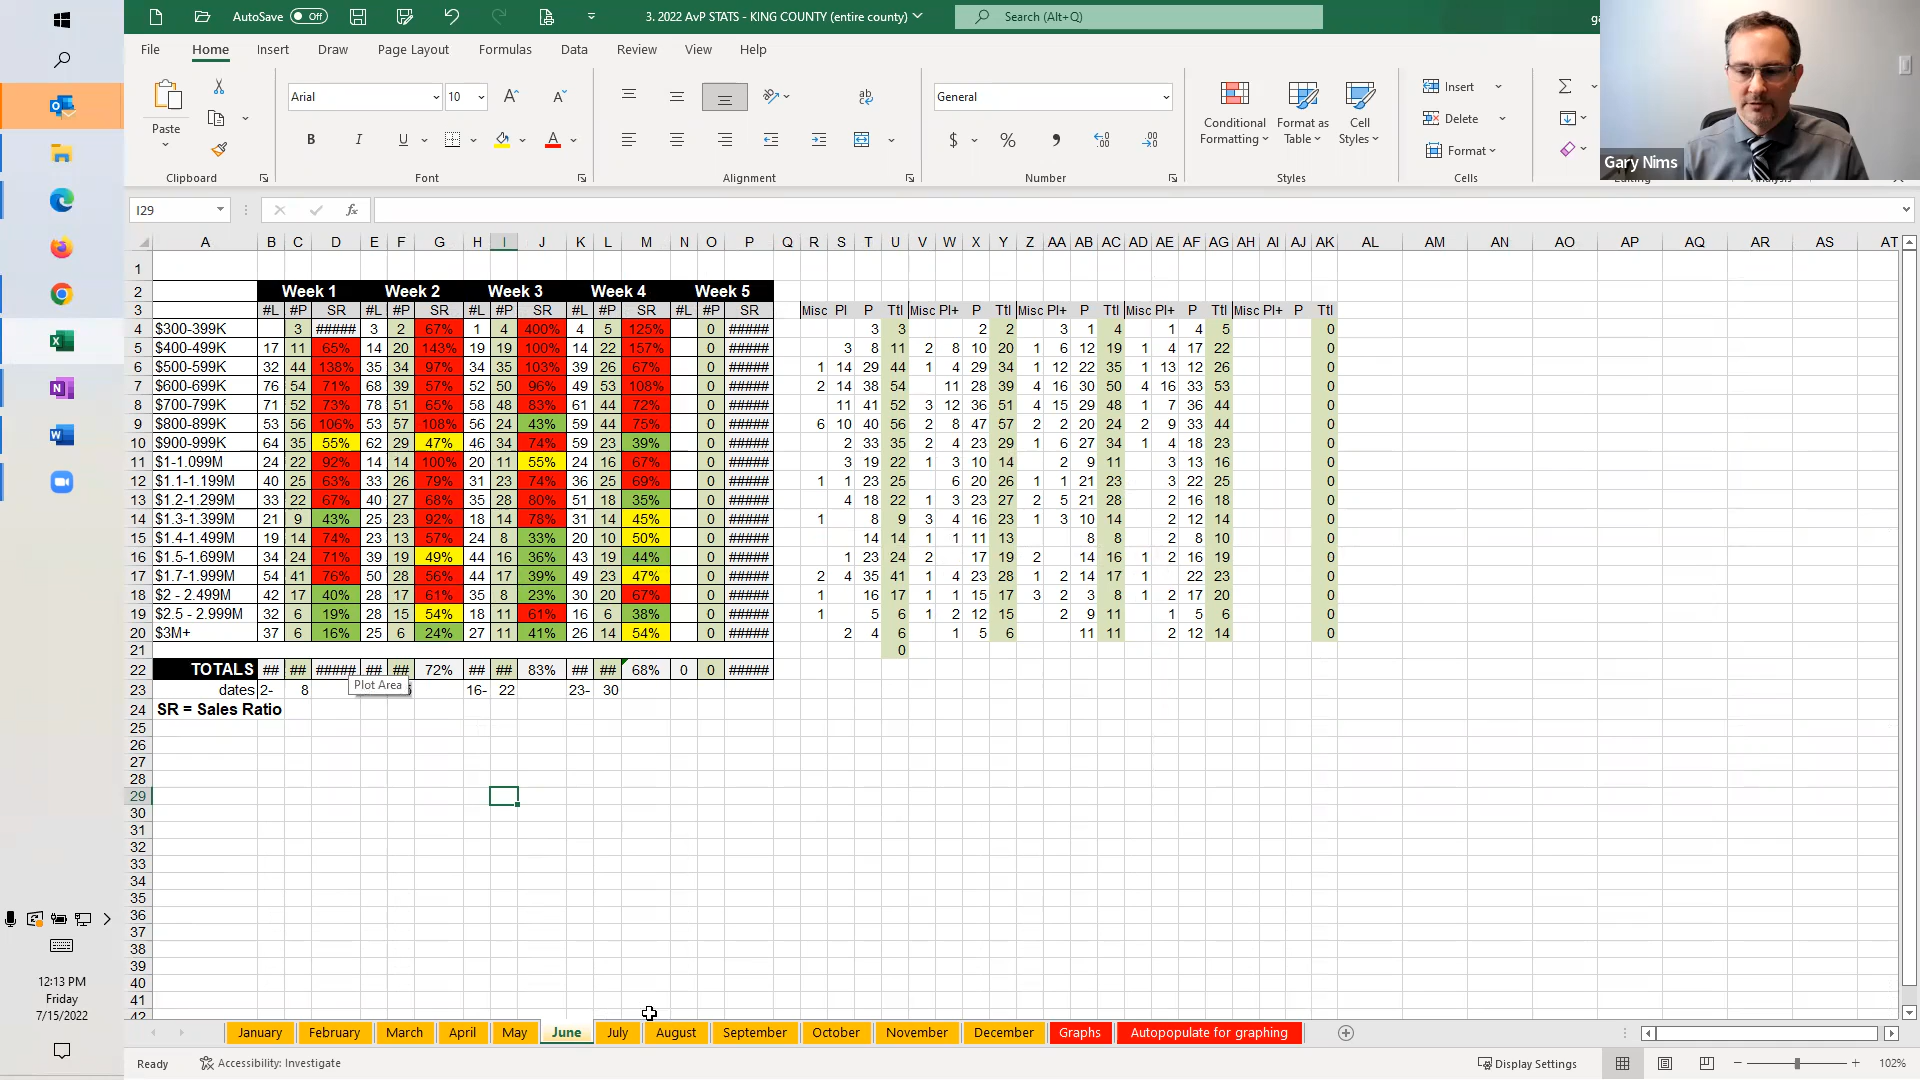 AutoSave Off 3. 2022 AvP STATS - KING COUNTY (entire county) Search (Alt+Q)
File Home Insert Draw Page Layout Formulas Data Review View Help
Arial 10 General Insert
Paste Conditional Formatting Format as Table Cell Styles Delete
Format
Gary Nims
Clipboard Font Alignment Number Styles Cells
I29
A B C D E F G H I J K L M N O P Q R S T U V W X Y Z AA AB AC AD AE AF AG AH AI AJ AK AL AM AN AO AP AQ AR AS AT
1
2 Week 1 Week 2 Week 3 Week 4 Week 5
3 #L #P SR #L #P SR #L #P SR #L #P SR #L #P SR Misc Pl P Ttl Misc Pl+ P Ttl Misc Pl+ P Ttl Misc Pl+ P Ttl Misc Pl+ P Ttl
4 $300-399K 3 ##### 3 2 67% 1 4 400% 4 5 125% 0 ##### 3 3 2 2 3 1 4 1 4 5 0
5 $400-499K 17 11 65% 14 20 143% 19 19 100% 14 22 157% 0 ##### 3 8 11 2 8 10 20 1 6 12 19 1 4 17 22 0
6 $500-599K 32 44 138% 35 34 97% 34 35 103% 39 26 67% 0 ##### 1 14 29 44 1 4 29 34 1 12 22 35 1 13 12 26 0
7 $600-699K 76 54 71% 68 39 57% 52 50 96% 49 53 108% 0 ##### 2 14 38 54 11 28 39 4 16 30 50 4 16 33 53 0
8 $700-799K 71 52 73% 78 51 65% 58 48 83% 61 44 72% 0 ##### 11 41 52 3 12 36 51 4 15 29 48 1 7 36 44 0
9 $800-899K 53 56 106% 53 57 108% 56 24 43% 59 44 75% 0 ##### 6 10 40 56 2 8 47 57 2 2 20 24 2 9 33 44 0
10 $900-999K 64 35 55% 62 29 47% 46 34 74% 59 23 39% 0 ##### 2 33 35 2 4 23 29 1 6 27 34 1 4 18 23 0
11 $1-1.099M 24 22 92% 14 14 100% 20 11 55% 24 16 67% 0 ##### 3 19 22 1 3 10 14 2 9 11 3 13 16 0
12 $1.1-1.199M 40 25 63% 33 26 79% 31 23 74% 36 25 69% 0 ##### 1 1 23 25 6 20 26 1 1 21 23 3 22 25 0
13 $1.2-1.299M 33 22 67% 40 27 68% 35 28 80% 51 18 35% 0 ##### 4 18 22 1 3 23 27 2 5 21 28 2 16 18 0
14 $1.3-1.399M 21 9 43% 25 23 92% 18 14 78% 31 14 45% 0 ##### 1 8 9 3 4 16 23 1 3 10 14 2 12 14 0
15 $1.4-1.499M 19 14 74% 23 13 57% 24 8 33% 20 10 50% 0 ##### 14 14 1 1 11 13 8 8 2 8 10 0
16 $1.5-1.699M 34 24 71% 39 19 49% 44 16 36% 43 19 44% 0 ##### 1 23 24 2 17 19 2 14 16 1 2 16 19 0
17 $1.7-1.999M 54 41 76% 50 28 56% 44 17 39% 49 23 47% 0 ##### 2 4 35 41 1 4 23 28 1 2 14 17 1 22 23 0
18 $2 - 2.499M 42 17 40% 28 17 61% 35 8 23% 30 20 67% 0 ##### 1 16 17 1 1 15 17 3 2 3 8 1 2 17 20 0
19 $2.5 - 2.999M 32 6 19% 28 15 54% 18 11 61% 16 6 38% 0 ##### 1 5 6 1 2 12 15 2 9 11 1 5 6 0
20 $3M+ 37 6 16% 25 6 24% 27 11 41% 26 14 54% 0 ##### 2 4 6 1 5 6 11 11 2 12 14 0
21 0
22 TOTALS ## ## ##### ## ## 72% ## ## 83% ## ## 68% 0 0 #####
Plot Area
23 dates 2- 8 16- 22 23- 30
24 SR = Sales Ratio
25
26
27
28
29
30
31
32
33
34
35
36
37
38
39
40
41
42
12:13 PM
Friday
7/15/2022
January February March April May June July August September October November December Graphs Autopopulate for graphing
Ready Accessibility: Investigate Display Settings 102%